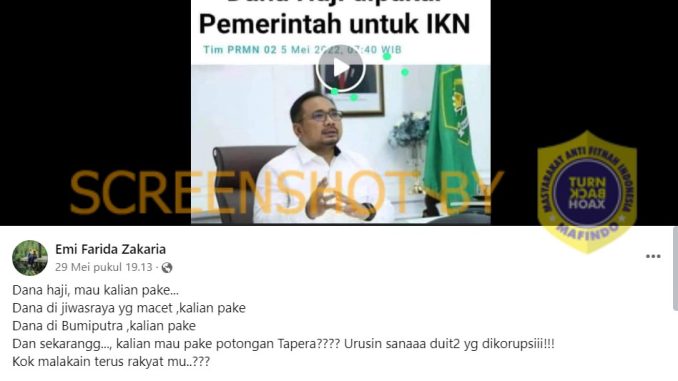 Dana Haji dipakai
Pemerintah untuk IKN
Tim PRMN 02 5 Mei 2022, 07:40 WIB
SCREENSHOT BY
MASYARAKAT ANTI FITNAH INDONESIA
TURN
BACK
HOAX
MAFINDO
Emi Farida Zakaria
29 Mei pukul 19.13 ·
Dana haji, mau kalian pake...
Dana di jiwasraya yg macet ,kalian pake
Dana di Bumiputra ,kalian pake
Dan sekarangg..., kalian mau pake potongan Tapera???? Urusin sanaaa duit2 yg dikorupsiii!!!
Kok malakain terus rakyat mu..???